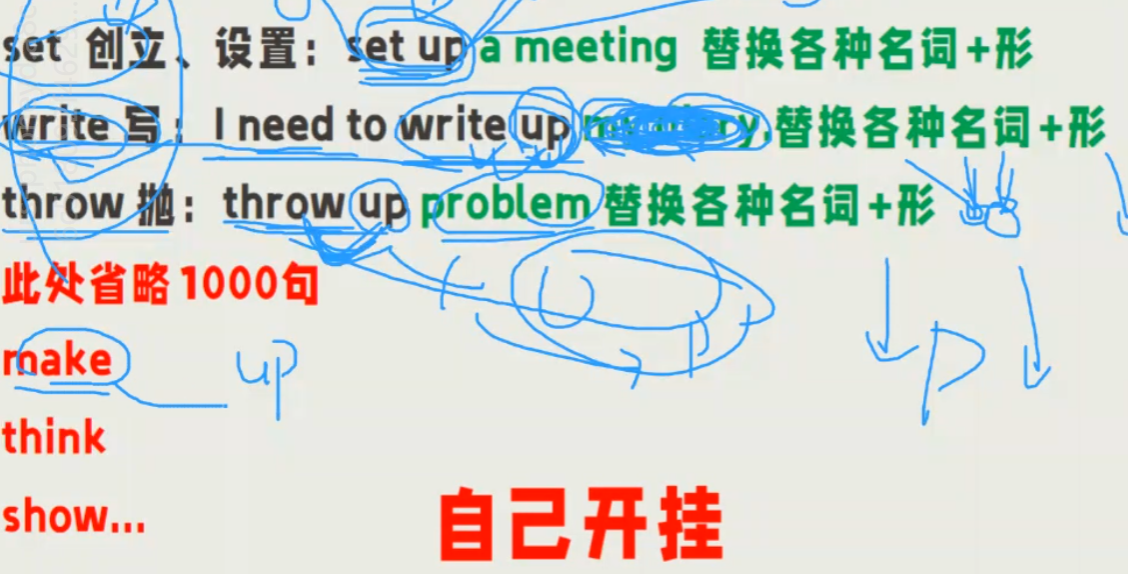 set 创立、设置：set up a meeting 替换各种名词+形
write 写：I need to write up 替换各种名词+形
throw 抛：throw up problem 替换各种名词+形
此处省略1000句
make up
think
show...
自己开挂